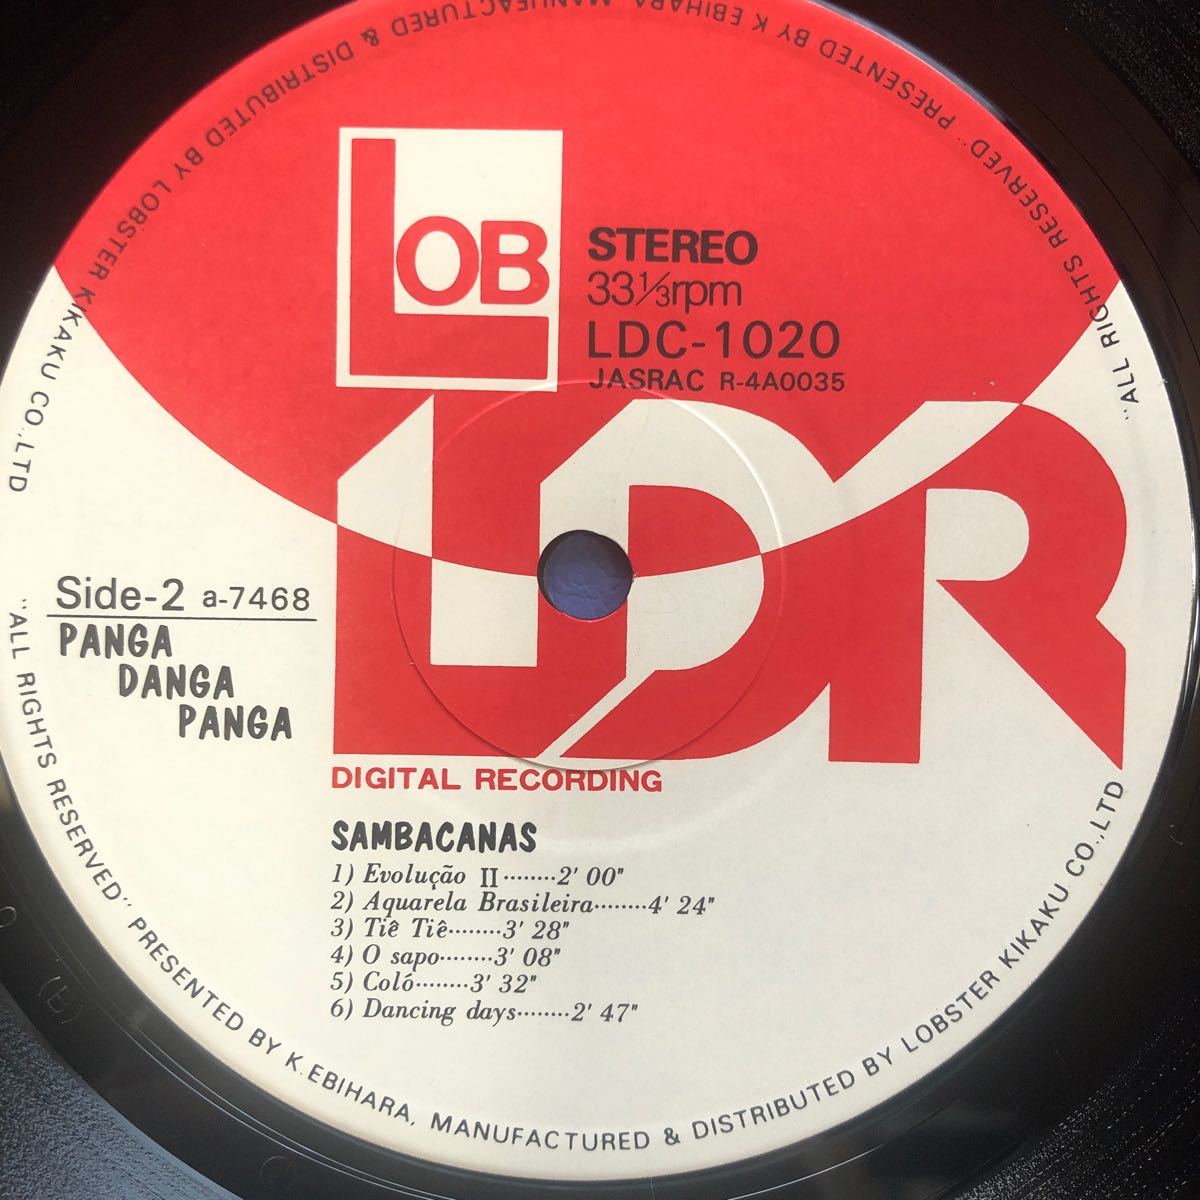 LOB
STEREO
33⅓rpm
LDC-1020
JASRAC R-4A0035
LDR
Side-2 a-7468
PANGA
DANGA
PANGA
DIGITAL RECORDING
SAMBACANAS
1) Evolução II········2' 00"
2) Aquarela Brasileira········4' 24"
3) Tiê Tiê········3' 28"
4) O sapo········3' 08"
5) Coló········3' 32"
6) Dancing days········2' 47"
"ALL RIGHTS RESERVED" PRESENTED BY K.EBIHARA, MANUFACTURED & DISTRIBUTED BY LOBSTER KIKAKU CO.,LTD
"ALL RIGHTS RESERVED" PRESENTED BY K EBIHARA, MANUFACTURED & DISTRIBUTED BY LOBSTER KIKAKU CO.,LTD